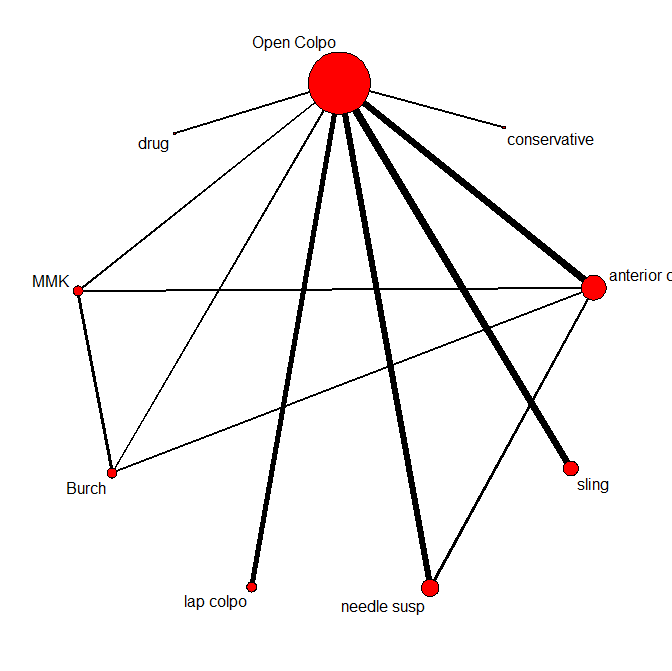 Open Colpo
drug
conservative
MMK
anterior
Burch
sling
lap colpo
needle susp